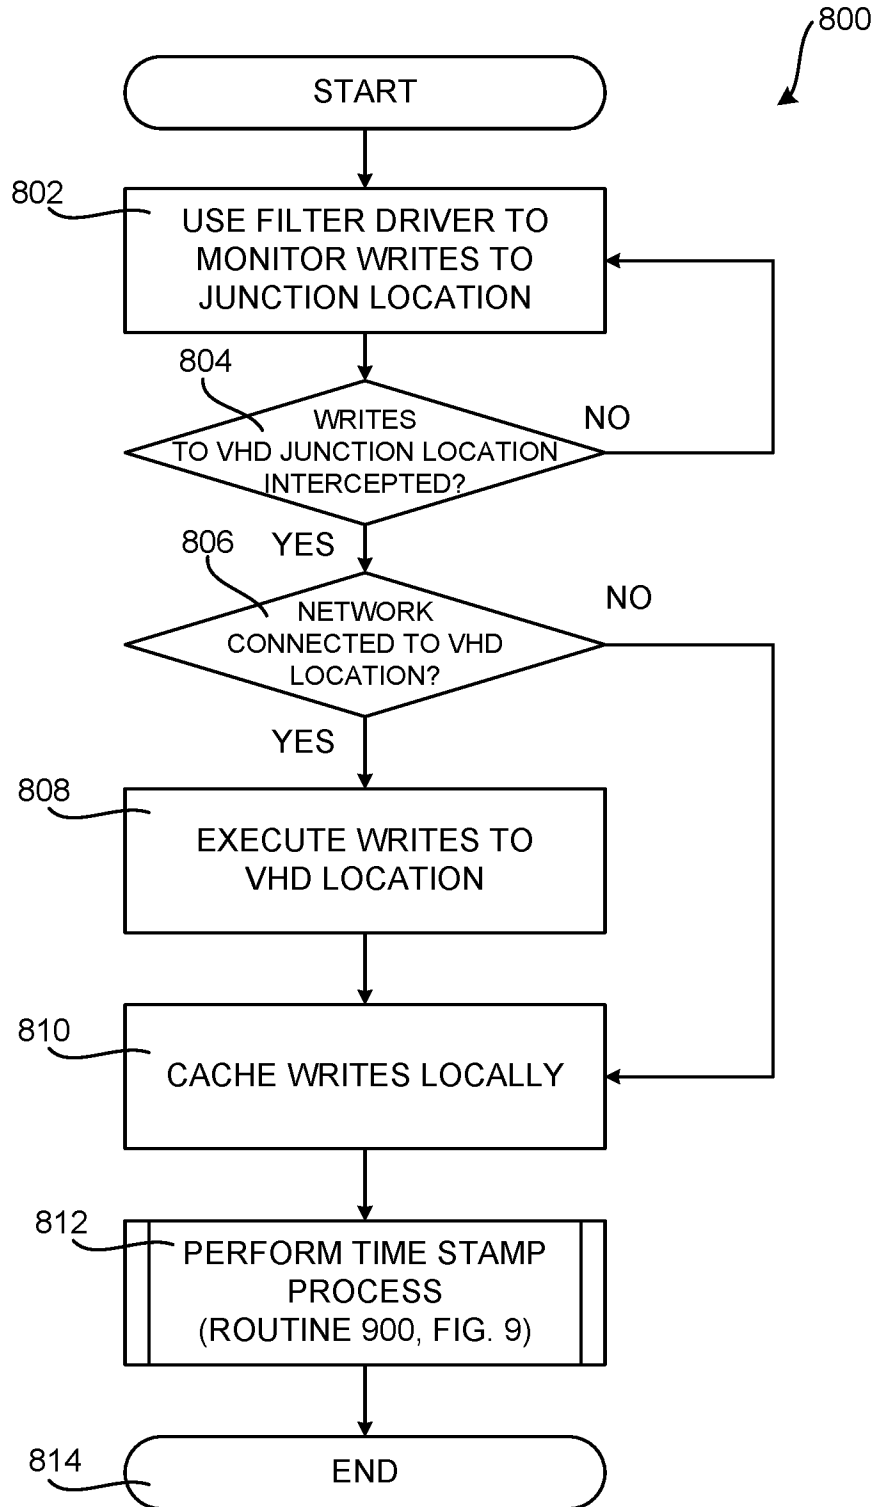 800
START
802
USE FILTER DRIVER TO
MONITOR WRITES TO
JUNCTION LOCATION
804
WRITES
TO VHD JUNCTION LOCATION
INTERCEPTED?
NO
YES
806
NETWORK
CONNECTED TO VHD
LOCATION?
NO
YES
808
EXECUTE WRITES TO
VHD LOCATION
810
CACHE WRITES LOCALLY
812
PERFORM TIME STAMP
PROCESS
(ROUTINE 900, FIG. 9)
814
END